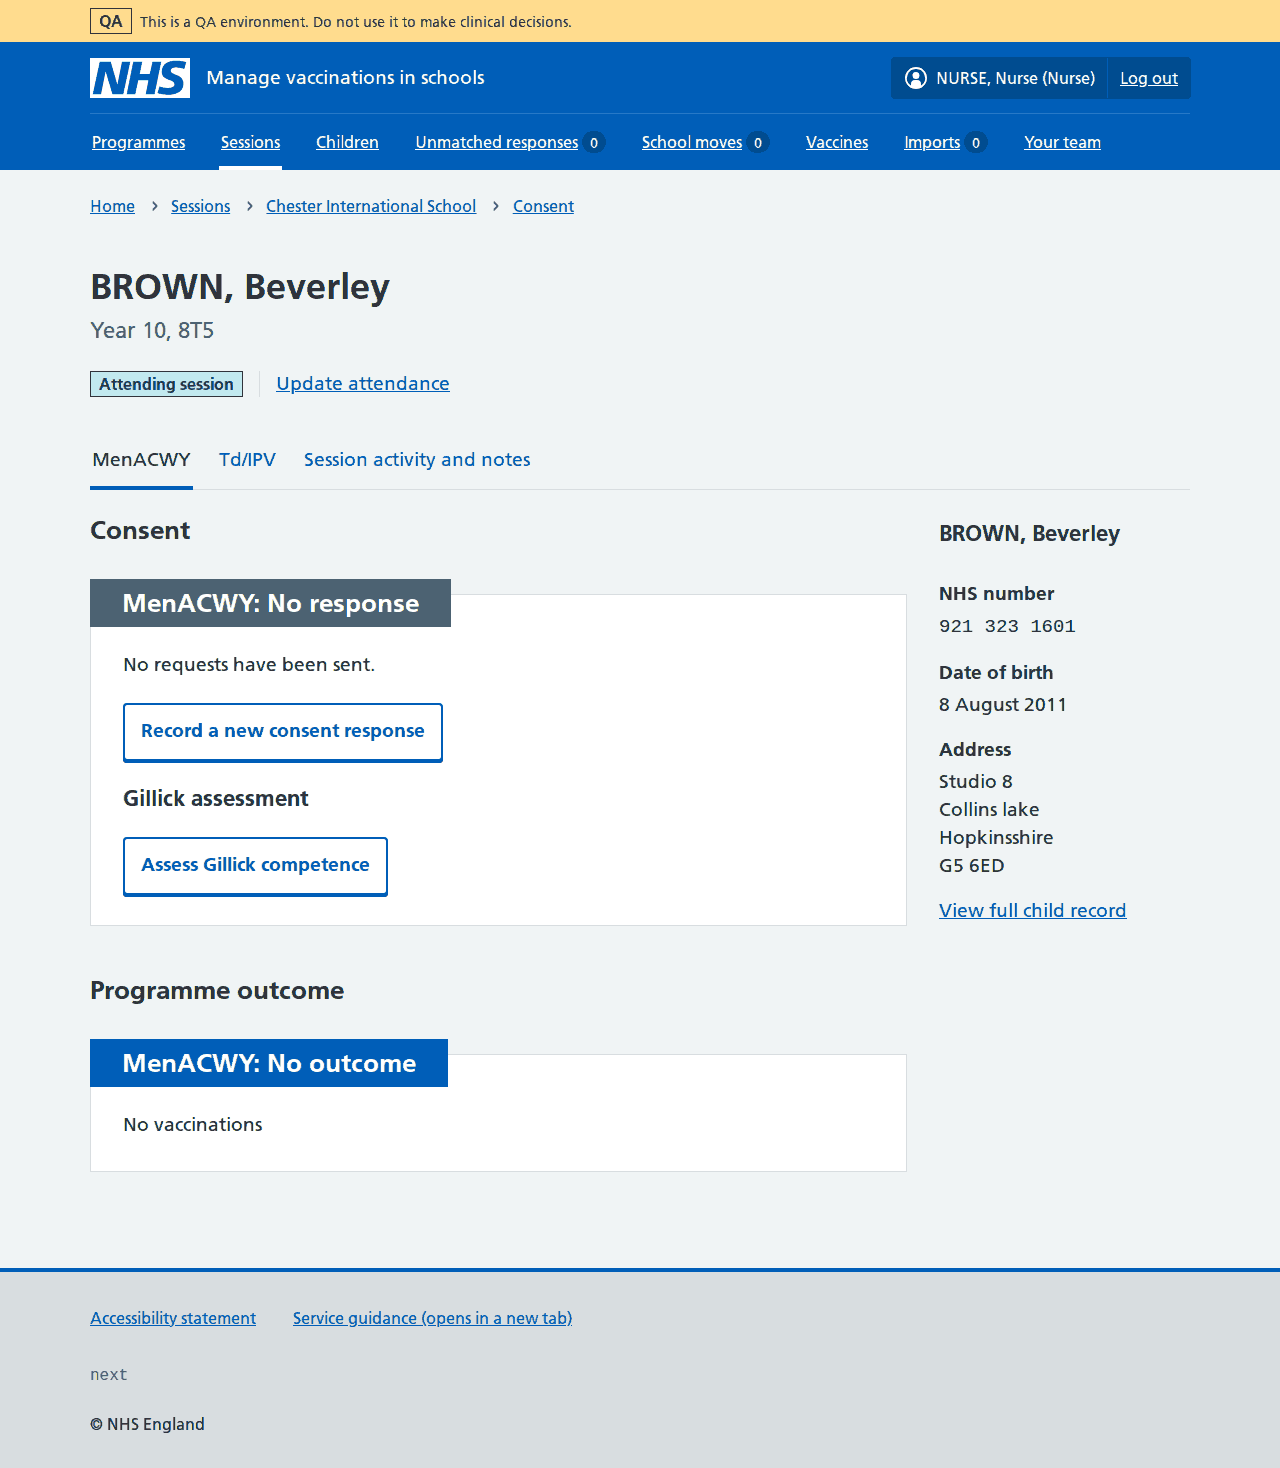 QA This is a QA environment. Do not use it to make clinical decisions.
NHS Manage vaccinations in schools NURSE, Nurse (Nurse) Log out
Programmes Sessions Children Unmatched responses 0 School moves 0 Vaccines Imports 0 Your team
Home › Sessions › Chester International School › Consent
BROWN, Beverley
Year 10, 8T5
Attending session Update attendance
MenACWY Td/IPV Session activity and notes
Consent
MenACWY: No response
No requests have been sent.
Record a new consent response
Gillick assessment
Assess Gillick competence
BROWN, Beverley
NHS number
921 323 1601
Date of birth
8 August 2011
Address
Studio 8
Collins lake
Hopkinsshire
G5 6ED
View full child record
Programme outcome
MenACWY: No outcome
No vaccinations
Accessibility statement Service guidance (opens in a new tab)
next
© NHS England